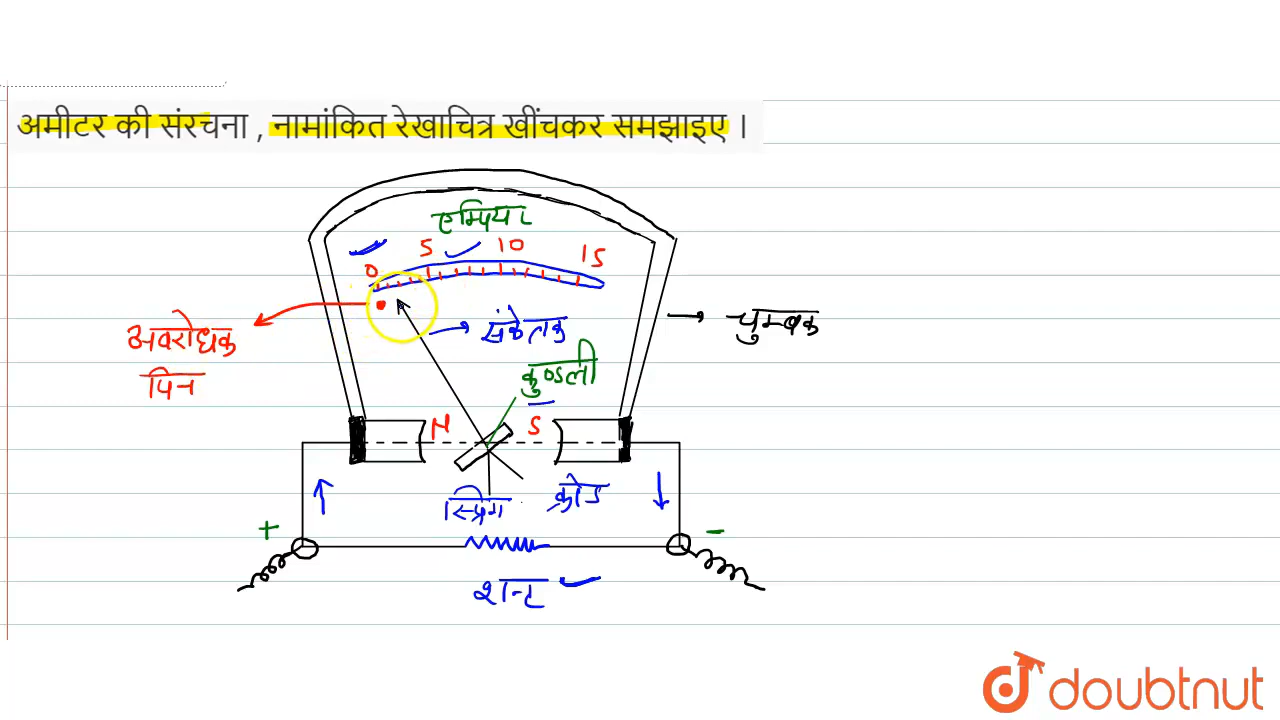 अमीटर की संरचना , नामांकित रेखाचित्र खींचकर समझाइए ।
एम्पियर
0 5 10 15
अवरोधक
पिन
संकेतक
चुम्बक
कुण्डली
N S
स्प्रिंग क्रोड
+ -
शन्ट
doubtnut